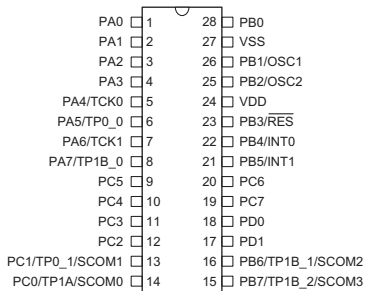 PA0 1 28 PB0
PA1 2 27 VSS
PA2 3 26 PB1/OSC1
PA3 4 25 PB2/OSC2
PA4/TCK0 5 24 VDD
PA5/TP0_0 6 23 PB3/RES
PA6/TCK1 7 22 PB4/INT0
PA7/TP1B_0 8 21 PB5/INT1
PC5 9 20 PC6
PC4 10 19 PC7
PC3 11 18 PD0
PC2 12 17 PD1
PC1/TP0_1/SCOM1 13 16 PB6/TP1B_1/SCOM2
PC0/TP1A/SCOM0 14 15 PB7/TP1B_2/SCOM3